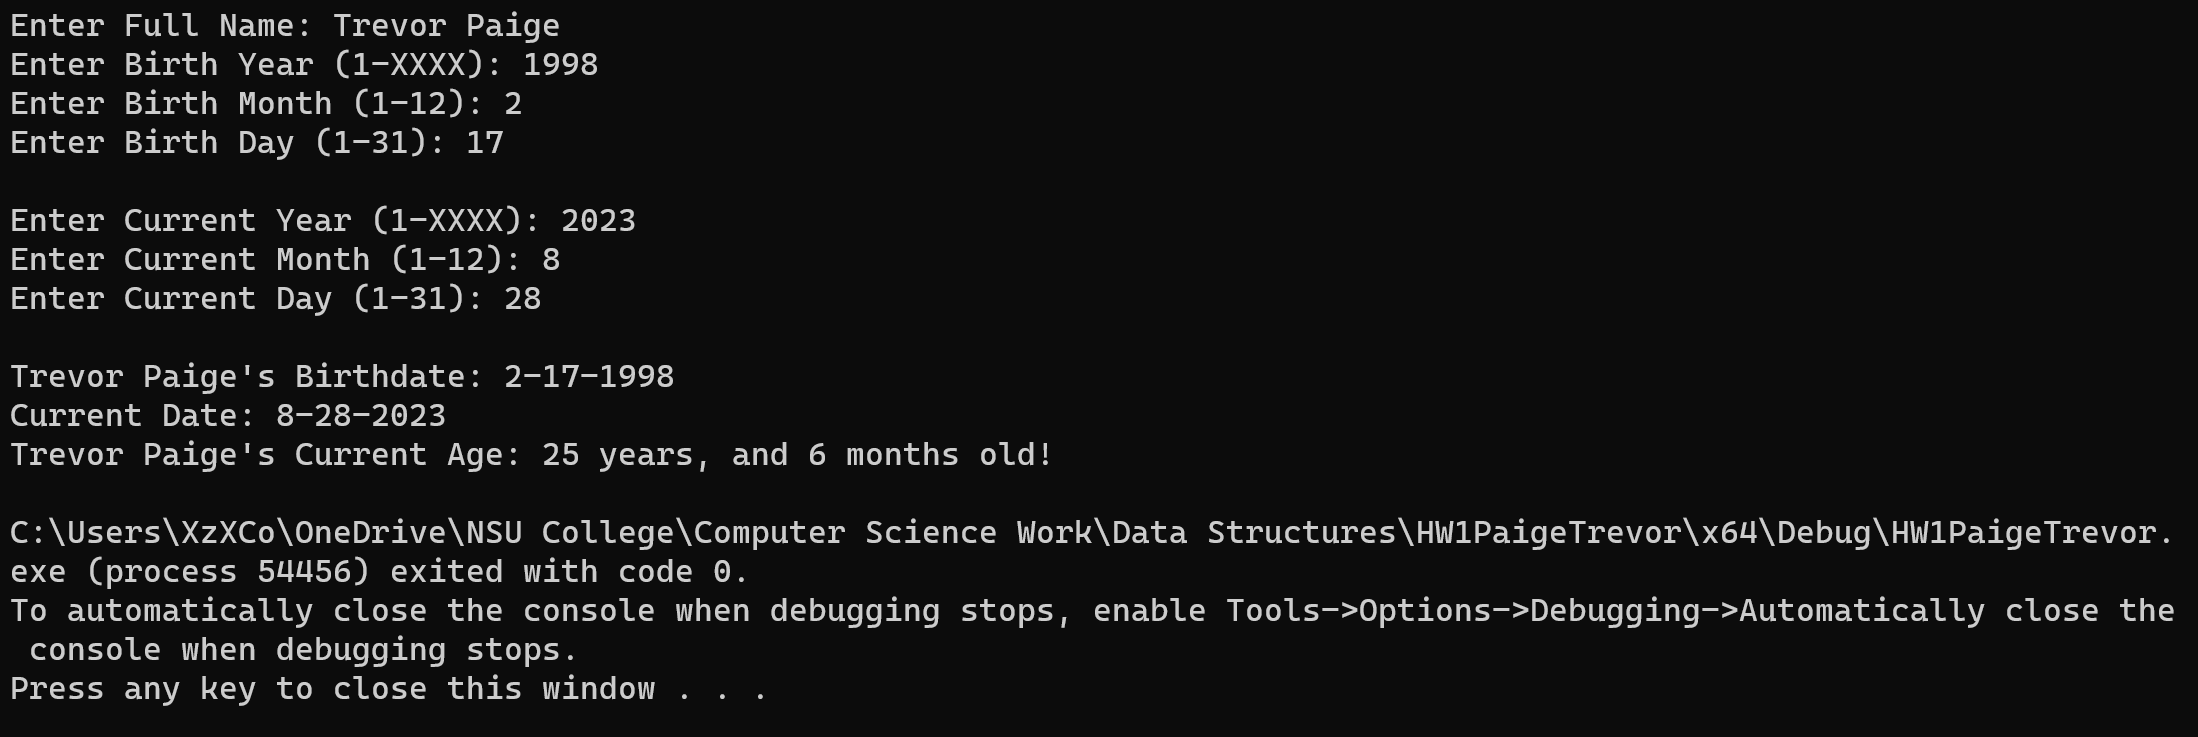 Enter Full Name: Trevor Paige
Enter Birth Year (1-XXXX): 1998
Enter Birth Month (1-12): 2
Enter Birth Day (1-31): 17
Enter Current Year (1-XXXX): 2023
Enter Current Month (1-12): 8
Enter Current Day (1-31): 28
Trevor Paige's Birthdate: 2-17-1998
Current Date: 8-28-2023
Trevor Paige's Current Age: 25 years, and 6 months old!
C:\Users\XzXCo\OneDrive\NSU College\Computer Science Work\Data Structures\HW1PaigeTrevor\x64\Debug\HW1PaigeTrevor.
exe (process 54456) exited with code 0.
To automatically close the console when debugging stops, enable Tools->Options->Debugging->Automatically close the
 console when debugging stops.
Press any key to close this window . . .